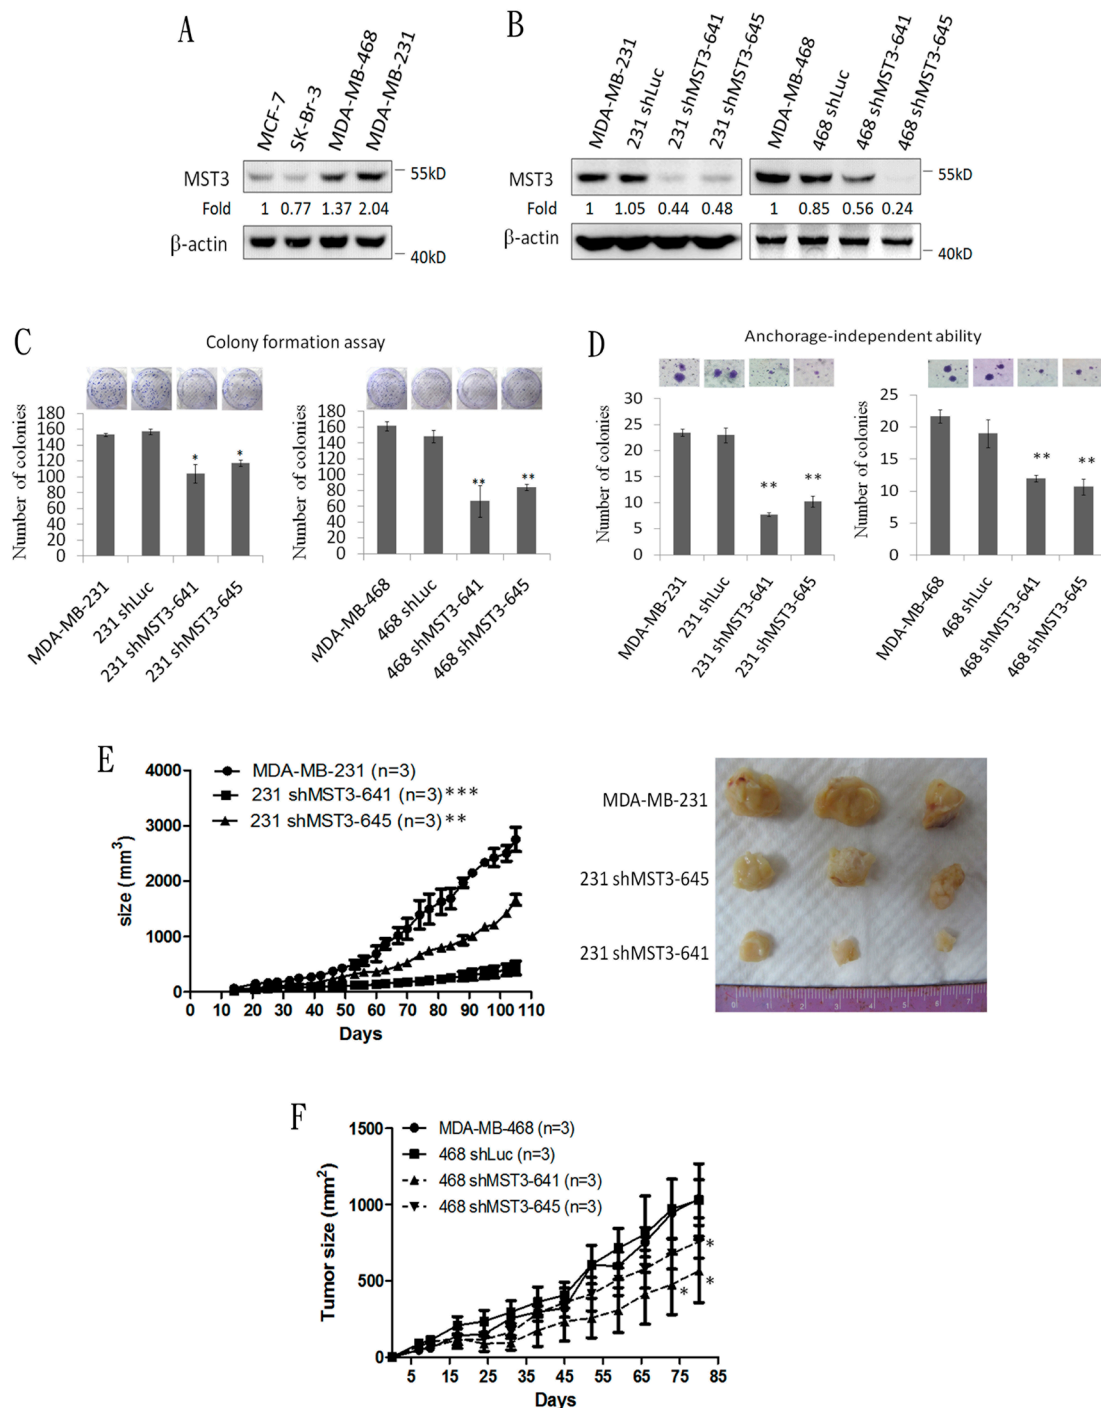 A
MCF-7
SK-Br-3
MDA-MB-468
MDA-MB-231
MST3
55kD
Fold
1 0.77 1.37 2.04
β-actin
40kD
B
MDA-MB-231
231 shLuc
231 shMST3-641
231 shMST3-645
MDA-MB-468
468 shLuc
468 shMST3-641
468 shMST3-645
MST3
55kD
Fold
1 1.05 0.44 0.48
1 0.85 0.56 0.24
β-actin
40kD
C
Colony formation assay
Number of colonies
180
160
140
120
100
80
60
40
20
0
*
*
MDA-MB-231
231 shLuc
231 shMST3-641
231 shMST3-645
Number of colonies
180
160
140
120
100
80
60
40
20
0
**
**
MDA-MB-468
468 shLuc
468 shMST3-641
468 shMST3-645
D
Anchorage-independent ability
Number of colonies
30
25
20
15
10
5
0
**
**
MDA-MB-231
231 shLuc
231 shMST3-641
231 shMST3-645
Number of colonies
25
20
15
10
5
0
**
**
MDA-MB-468
468 shLuc
468 shMST3-641
468 shMST3-645
E
MDA-MB-231 (n=3)
231 shMST3-641 (n=3)***
231 shMST3-645 (n=3)**
size (mm³)
4000
3000
2000
1000
0
0 10 20 30 40 50 60 70 80 90 100 110
Days
MDA-MB-231
231 shMST3-645
231 shMST3-641
0 1 2 3 4 5 6 7
F
MDA-MB-468 (n=3)
468 shLuc (n=3)
468 shMST3-641 (n=3)
468 shMST3-645 (n=3)
Tumor size (mm²)
1500
1000
500
0
*
*
*
5 15 25 35 45 55 65 75 85
Days